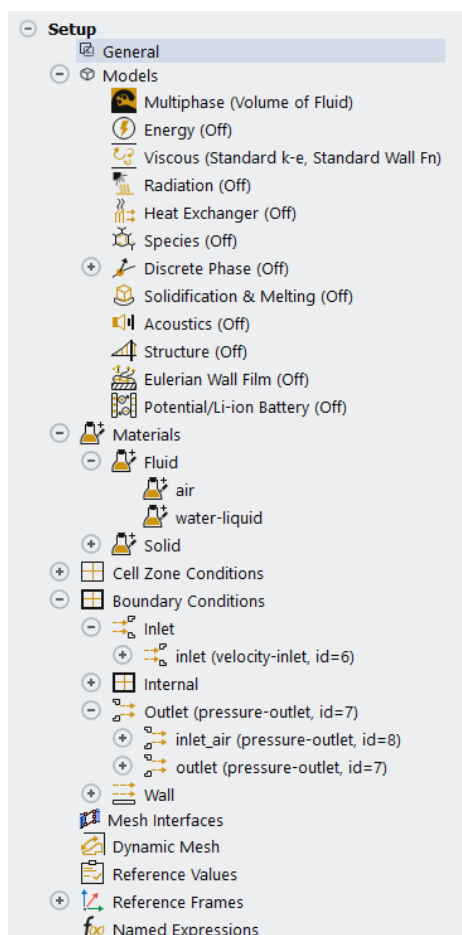 Setup
General
Models
Multiphase (Volume of Fluid)
Energy (Off)
Viscous (Standard k-e, Standard Wall Fn)
Radiation (Off)
Heat Exchanger (Off)
Species (Off)
Discrete Phase (Off)
Solidification & Melting (Off)
Acoustics (Off)
Structure (Off)
Eulerian Wall Film (Off)
Potential/Li-ion Battery (Off)
Materials
Fluid
air
water-liquid
Solid
Cell Zone Conditions
Boundary Conditions
Inlet
inlet (velocity-inlet, id=6)
Internal
Outlet (pressure-outlet, id=7)
inlet_air (pressure-outlet, id=8)
outlet (pressure-outlet, id=7)
Wall
Mesh Interfaces
Dynamic Mesh
Reference Values
Reference Frames
Named Expressions